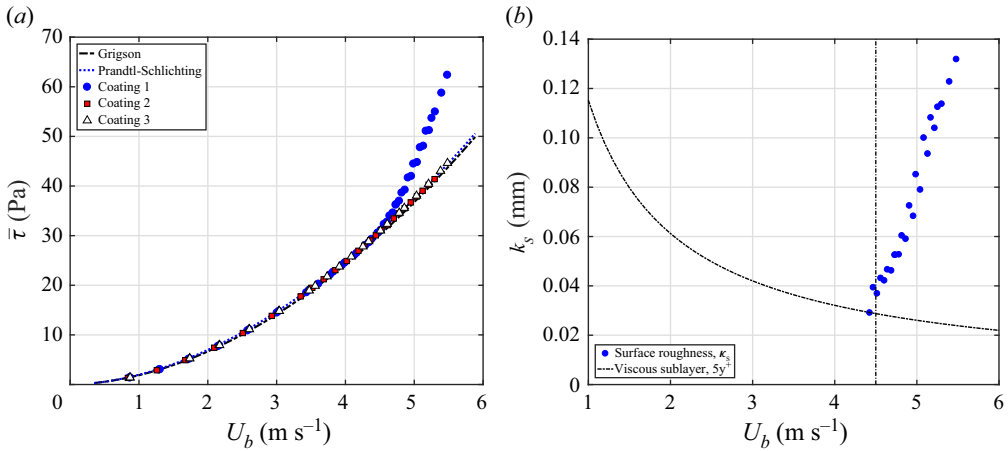 (a)
70
60
50
40
30
20
10
0
τ̅ (Pa)
Grigson
Prandtl-Schlichting
Coating 1
Coating 2
Coating 3
1 2 3 4 5 6
U_b (m s⁻¹)
(b)
0.14
0.12
0.10
0.08
0.06
0.04
0.02
0
k_s (mm)
Surface roughness, κ_s
Viscous sublayer, 5y⁺
1 2 3 4 5 6
U_b (m s⁻¹)